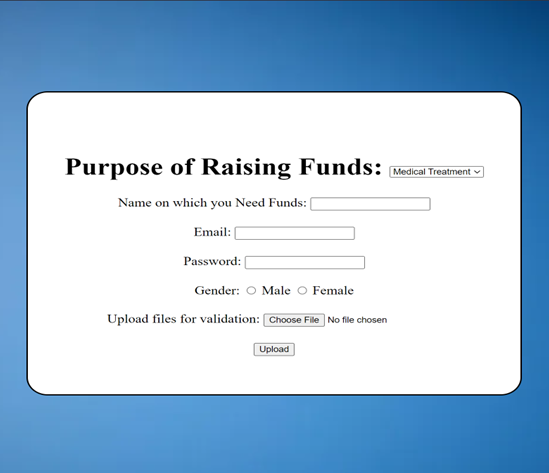 Purpose of Raising Funds: Medical Treatment
Name on which you Need Funds:
Email:
Password:
Gender: Male Female
Upload files for validation: Choose File No file chosen
Upload